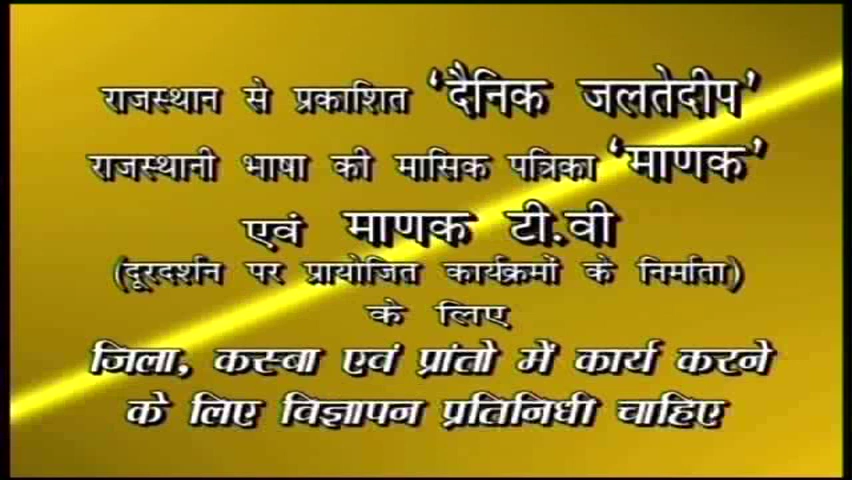 राजस्थान से प्रकाशित 'दैनिक जलतेदीप'
राजस्थानी भाषा की मासिक पत्रिका 'माणक'
एवं माणक टी.वी
(दूरदर्शन पर प्रायोजित कार्यक्रमों के निर्माता)
के लिए
जिला, कस्बा एवं प्रांतो में कार्य करने
के लिए विज्ञापन प्रतिनिधी चाहिए